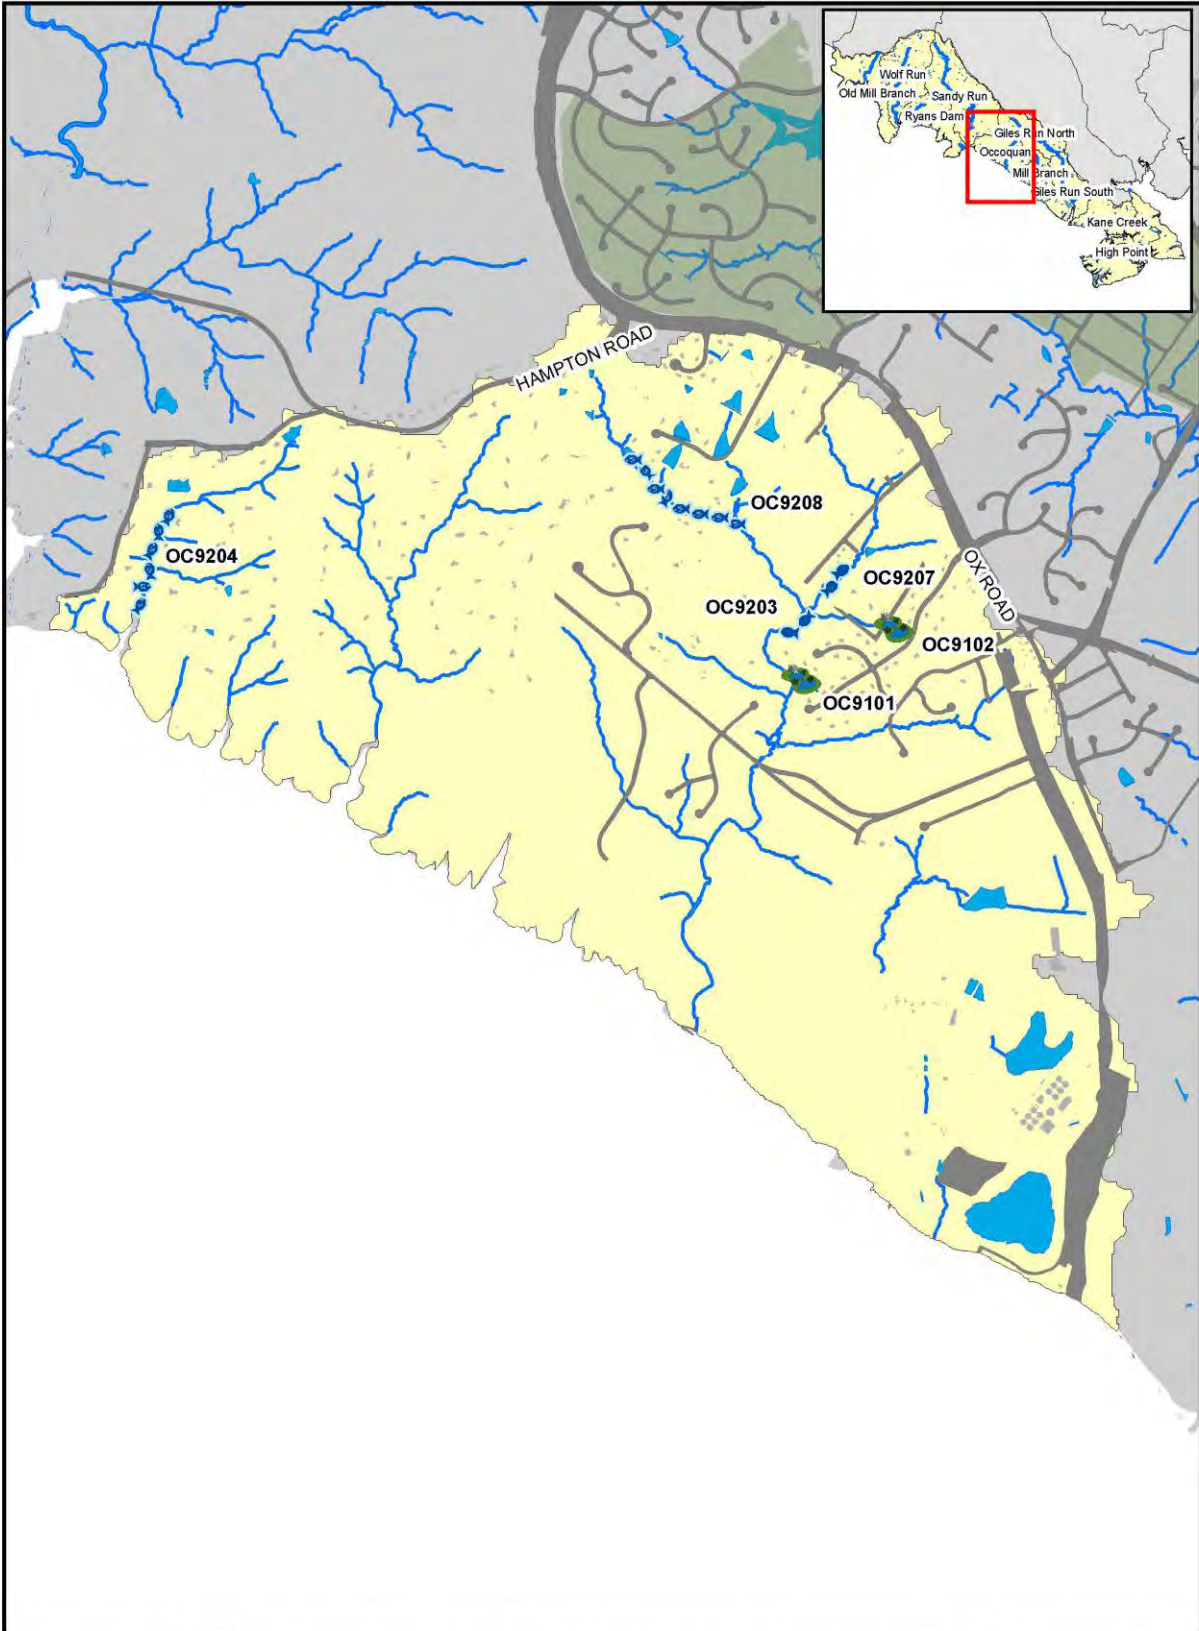 Wolf Run
Old Mill Branch
Sandy Run
Ryans Dam
Giles Run North
Occoquan
Mill Branch
Giles Run South
Kane Creek
High Point
HAMPTON ROAD
OC9208
OC9204
OX ROAD
OC9207
OC9203
OC9102
OC9101